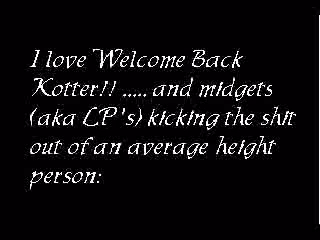 I love Welcome Back
Kotter!! ..... and midgets
(aka LP's) kicking the shit
out of an average height
person: